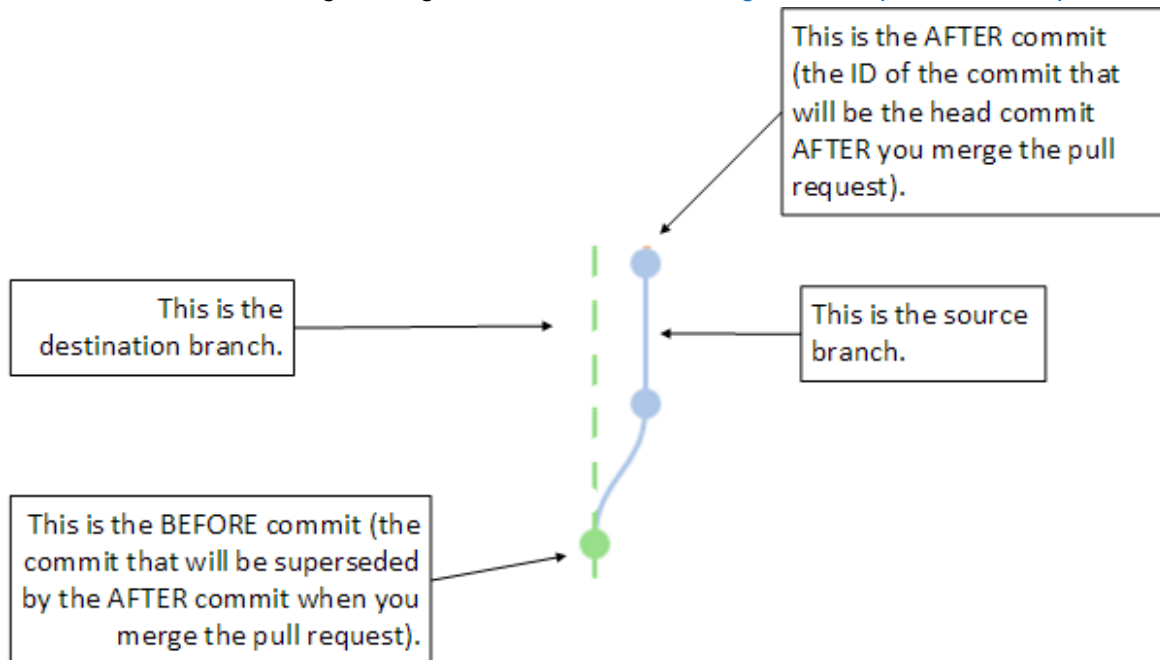 This is the AFTER commit
(the ID of the commit that
will be the head commit
AFTER you merge the pull
request).
This is the
destination branch.
This is the source
branch.
This is the BEFORE commit (the
commit that will be superseded
by the AFTER commit when you
merge the pull request).